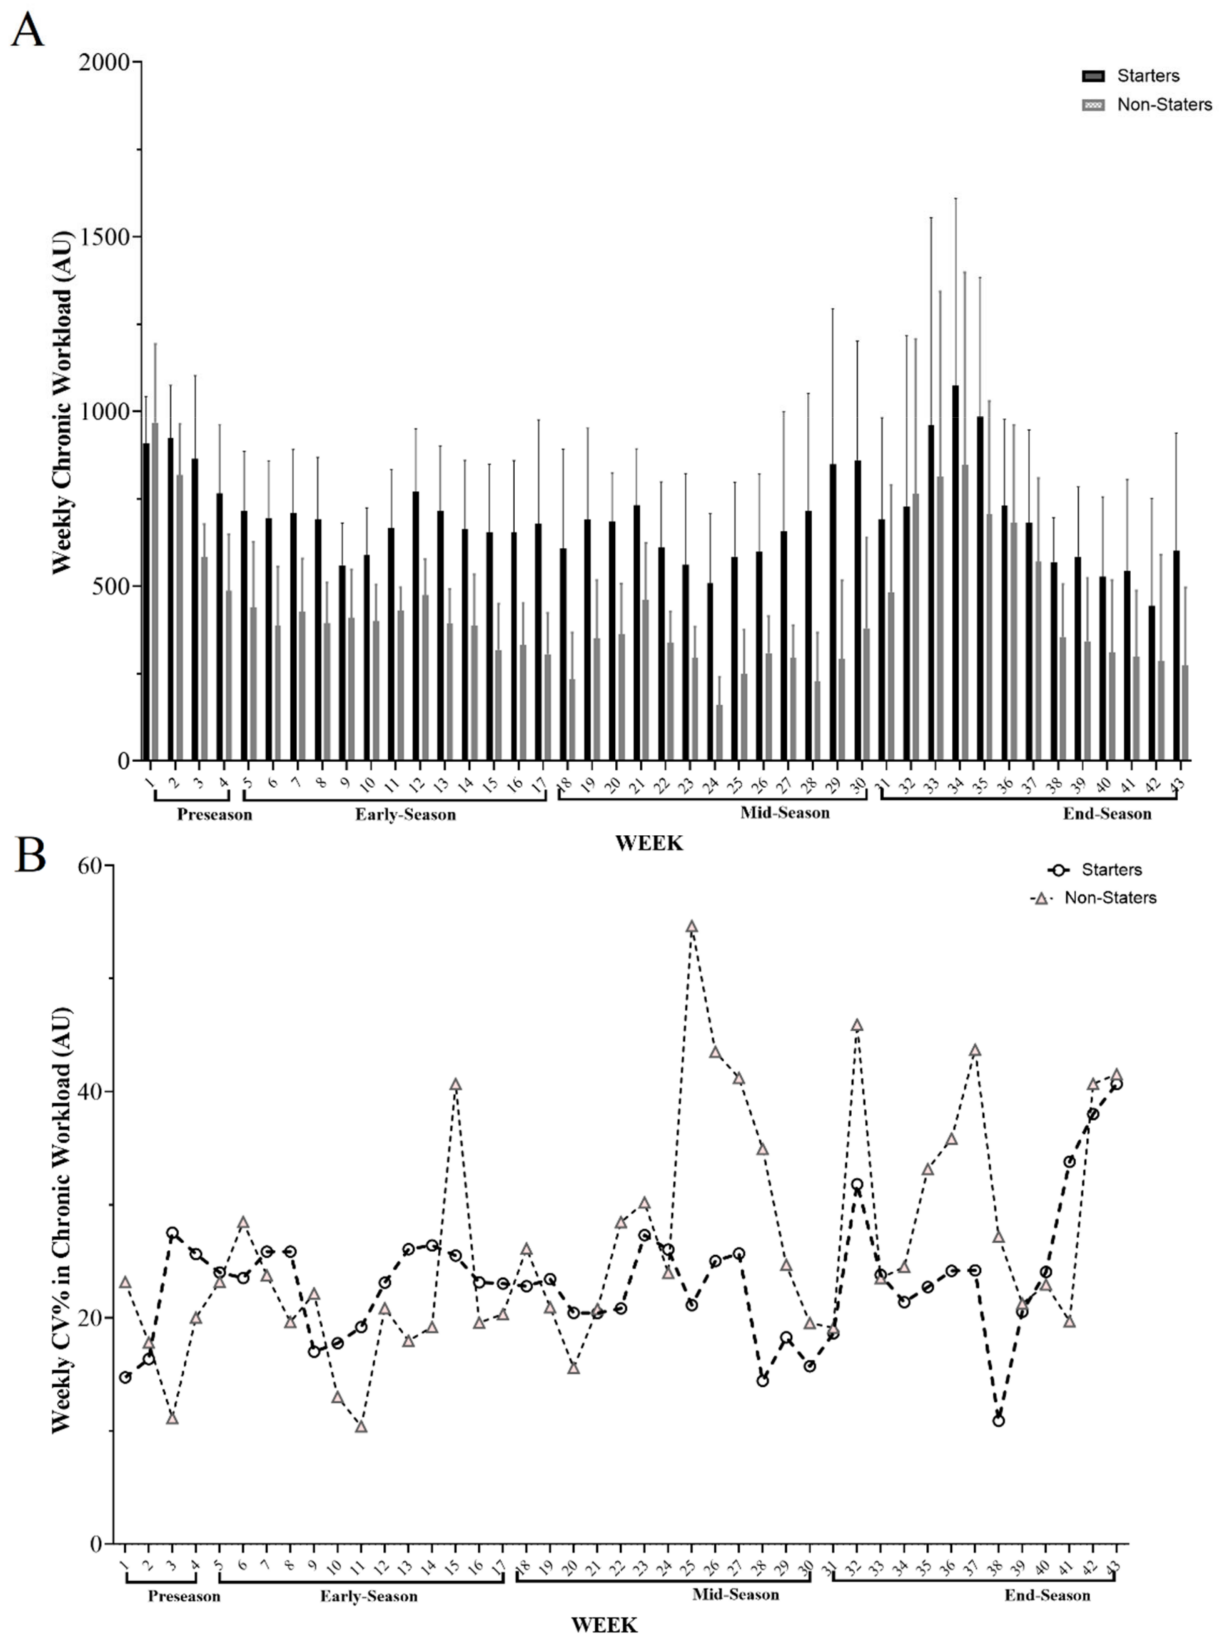 A
2000
1500
1000
500
0
Weekly Chronic Workload (AU)
Starters
Non-Staters
1 2 3 4 5 6 7 8 9 10 11 12 13 14 15 16 17 18 19 20 21 22 23 24 25 26 27 28 29 30 31 32 33 34 35 36 37 38 39 40 41 42 43
Preseason Early-Season Mid-Season End-Season
WEEK
B
60
40
20
0
Weekly CV% in Chronic Workload (AU)
Starters
Non-Staters
1 2 3 4 5 6 7 8 9 10 11 12 13 14 15 16 17 18 19 20 21 22 23 24 25 26 27 28 29 30 31 32 33 34 35 36 37 38 39 40 41 42 43
Preseason Early-Season Mid-Season End-Season
WEEK